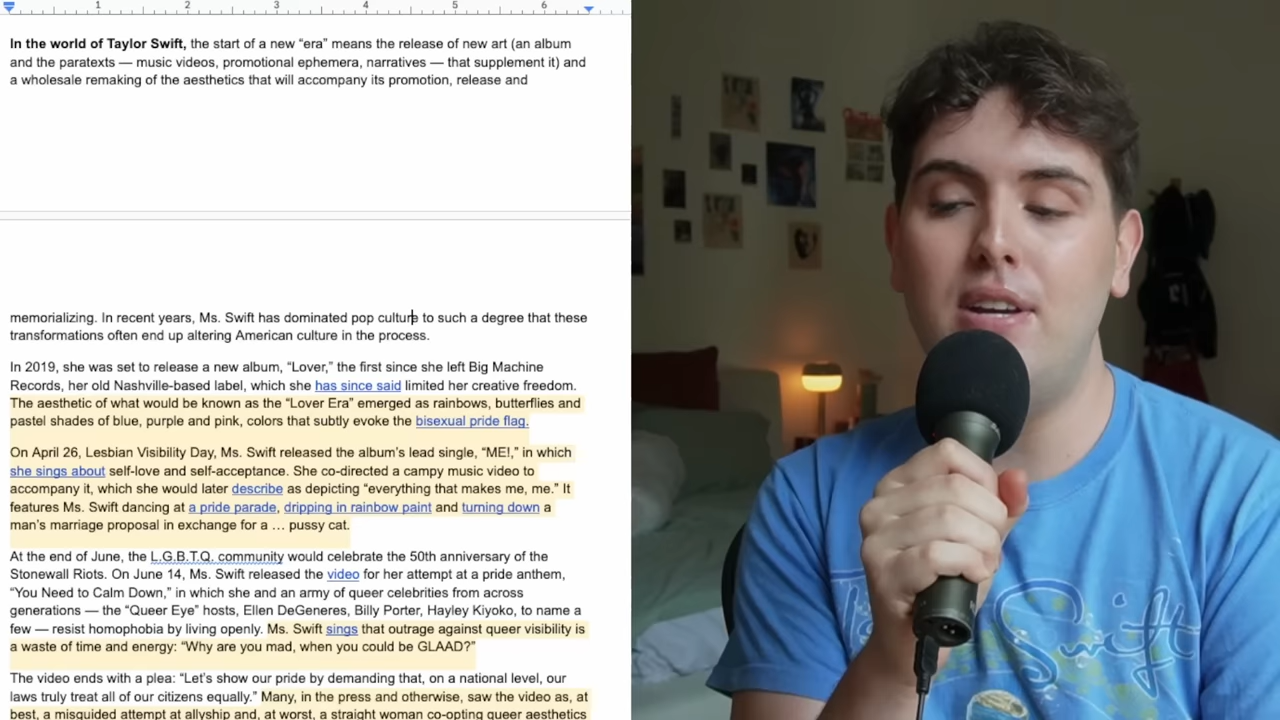 1 2 3 4 5 6
In the world of Taylor Swift, the start of a new “era” means the release of new art (an album
and the paratexts — music videos, promotional ephemera, narratives — that supplement it) and
a wholesale remaking of the aesthetics that will accompany its promotion, release and
memorializing. In recent years, Ms. Swift has dominated pop culture to such a degree that these
transformations often end up altering American culture in the process.
In 2019, she was set to release a new album, “Lover,” the first since she left Big Machine
Records, her old Nashville-based label, which she has since said limited her creative freedom.
The aesthetic of what would be known as the “Lover Era” emerged as rainbows, butterflies and
pastel shades of blue, purple and pink, colors that subtly evoke the bisexual pride flag.
On April 26, Lesbian Visibility Day, Ms. Swift released the album’s lead single, “ME!,” in which
she sings about self-love and self-acceptance. She co-directed a campy music video to
accompany it, which she would later describe as depicting “everything that makes me, me.” It
features Ms. Swift dancing at a pride parade, dripping in rainbow paint and turning down a
man’s marriage proposal in exchange for a … pussy cat.
At the end of June, the L.G.B.T.Q. community would celebrate the 50th anniversary of the
Stonewall Riots. On June 14, Ms. Swift released the video for her attempt at a pride anthem,
“You Need to Calm Down,” in which she and an army of queer celebrities from across
generations — the “Queer Eye” hosts, Ellen DeGeneres, Billy Porter, Hayley Kiyoko, to name a
few — resist homophobia by living openly. Ms. Swift sings that outrage against queer visibility is
a waste of time and energy: “Why are you mad, when you could be GLAAD?”
The video ends with a plea: “Let’s show our pride by demanding that, on a national level, our
laws truly treat all of our citizens equally.” Many, in the press and otherwise, saw the video as, at
best, a misguided attempt at allyship and, at worst, a straight woman co-opting queer aesthetics
Swift